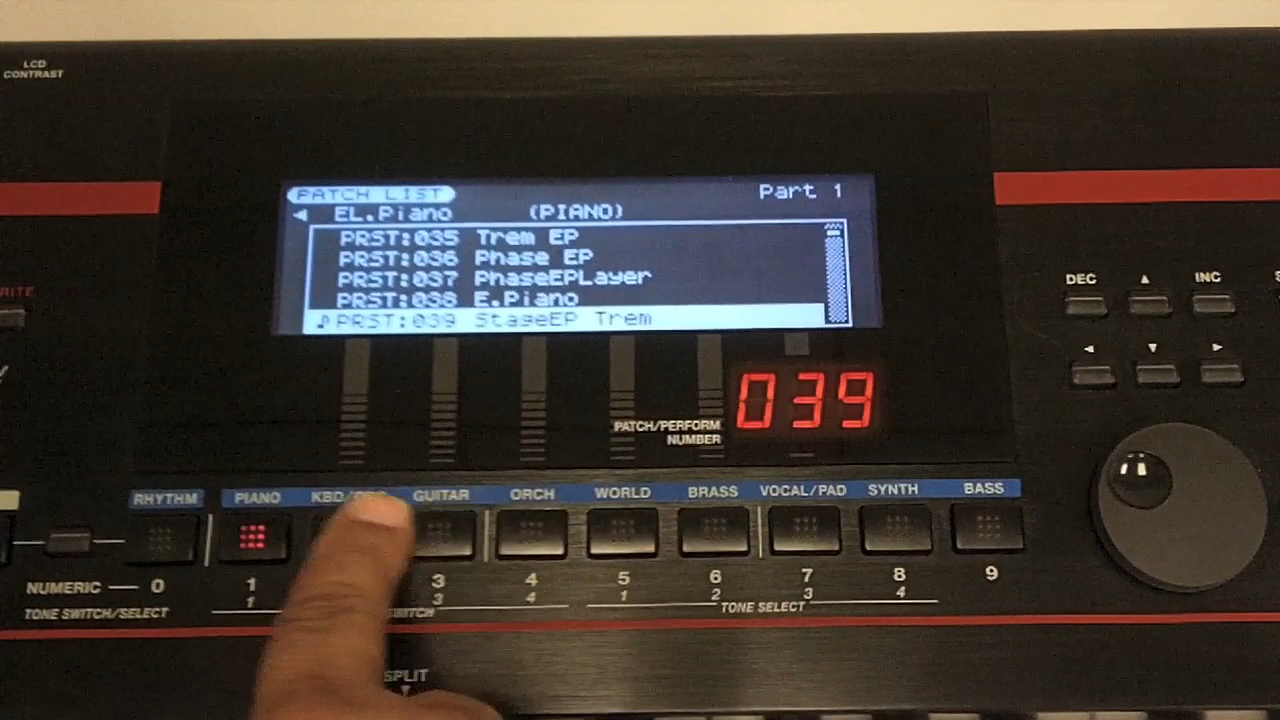 LCD
CONTRAST
PATCH LIST
Part 1
EL.Piano (PIANO)
PRST:035 Trem EP
PRST:036 Phase EP
PRST:037 PhaseEPLayer
PRST:038 E.Piano
PRST:039 StageEP Trem
DEC
INC
039
PATCH/PERFORM
NUMBER
RHYTHM
PIANO
KBD/
GUITAR
ORCH
WORLD
BRASS
VOCAL/PAD
SYNTH
BASS
NUMERIC
0
1
3
4
5
6
7
8
9
TONE SWITCH/SELECT
1
3
4
1
2
3
4
TONE SELECT
SPLIT